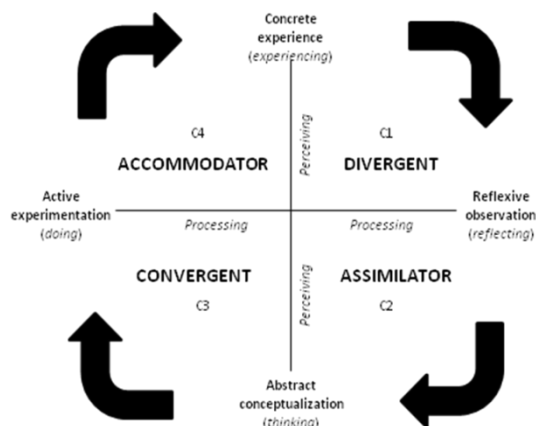 Concrete
experience
(experiencing)
C4
C1
Perceiving
ACCOMMODATOR
DIVERGENT
Active
experimentation
(doing)
Reflexive
observation
(reflecting)
Processing
Processing
CONVERGENT
ASSIMILATOR
Perceiving
C3
C2
Abstract
conceptualization
(thinking)